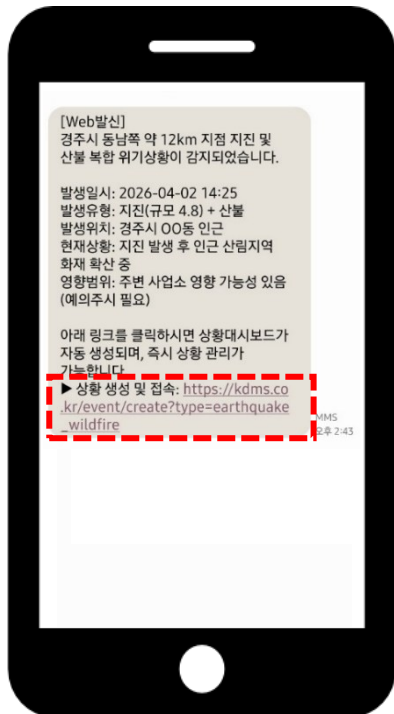 [Web발신]
경주시 동남쪽 약 12km 지점 지진 및
산불 복합 위기상황이 감지되었습니다.
발생일시: 2026-04-02 14:25
발생유형: 지진(규모 4.8) + 산불
발생위치: 경주시 OO동 인근
현재상황: 지진 발생 후 인근 산림지역
화재 확산 중
영향범위: 주변 사업소 영향 가능성 있음
(예의주시 필요)
아래 링크를 클릭하시면 상황대시보드가
자동 생성되며, 즉시 상황 관리가
가능합니다
▶ 상황 생성 및 접속: https://kdms.co
.kr/event/create?type=earthquake
_wildfire
MMS
오후 2:43